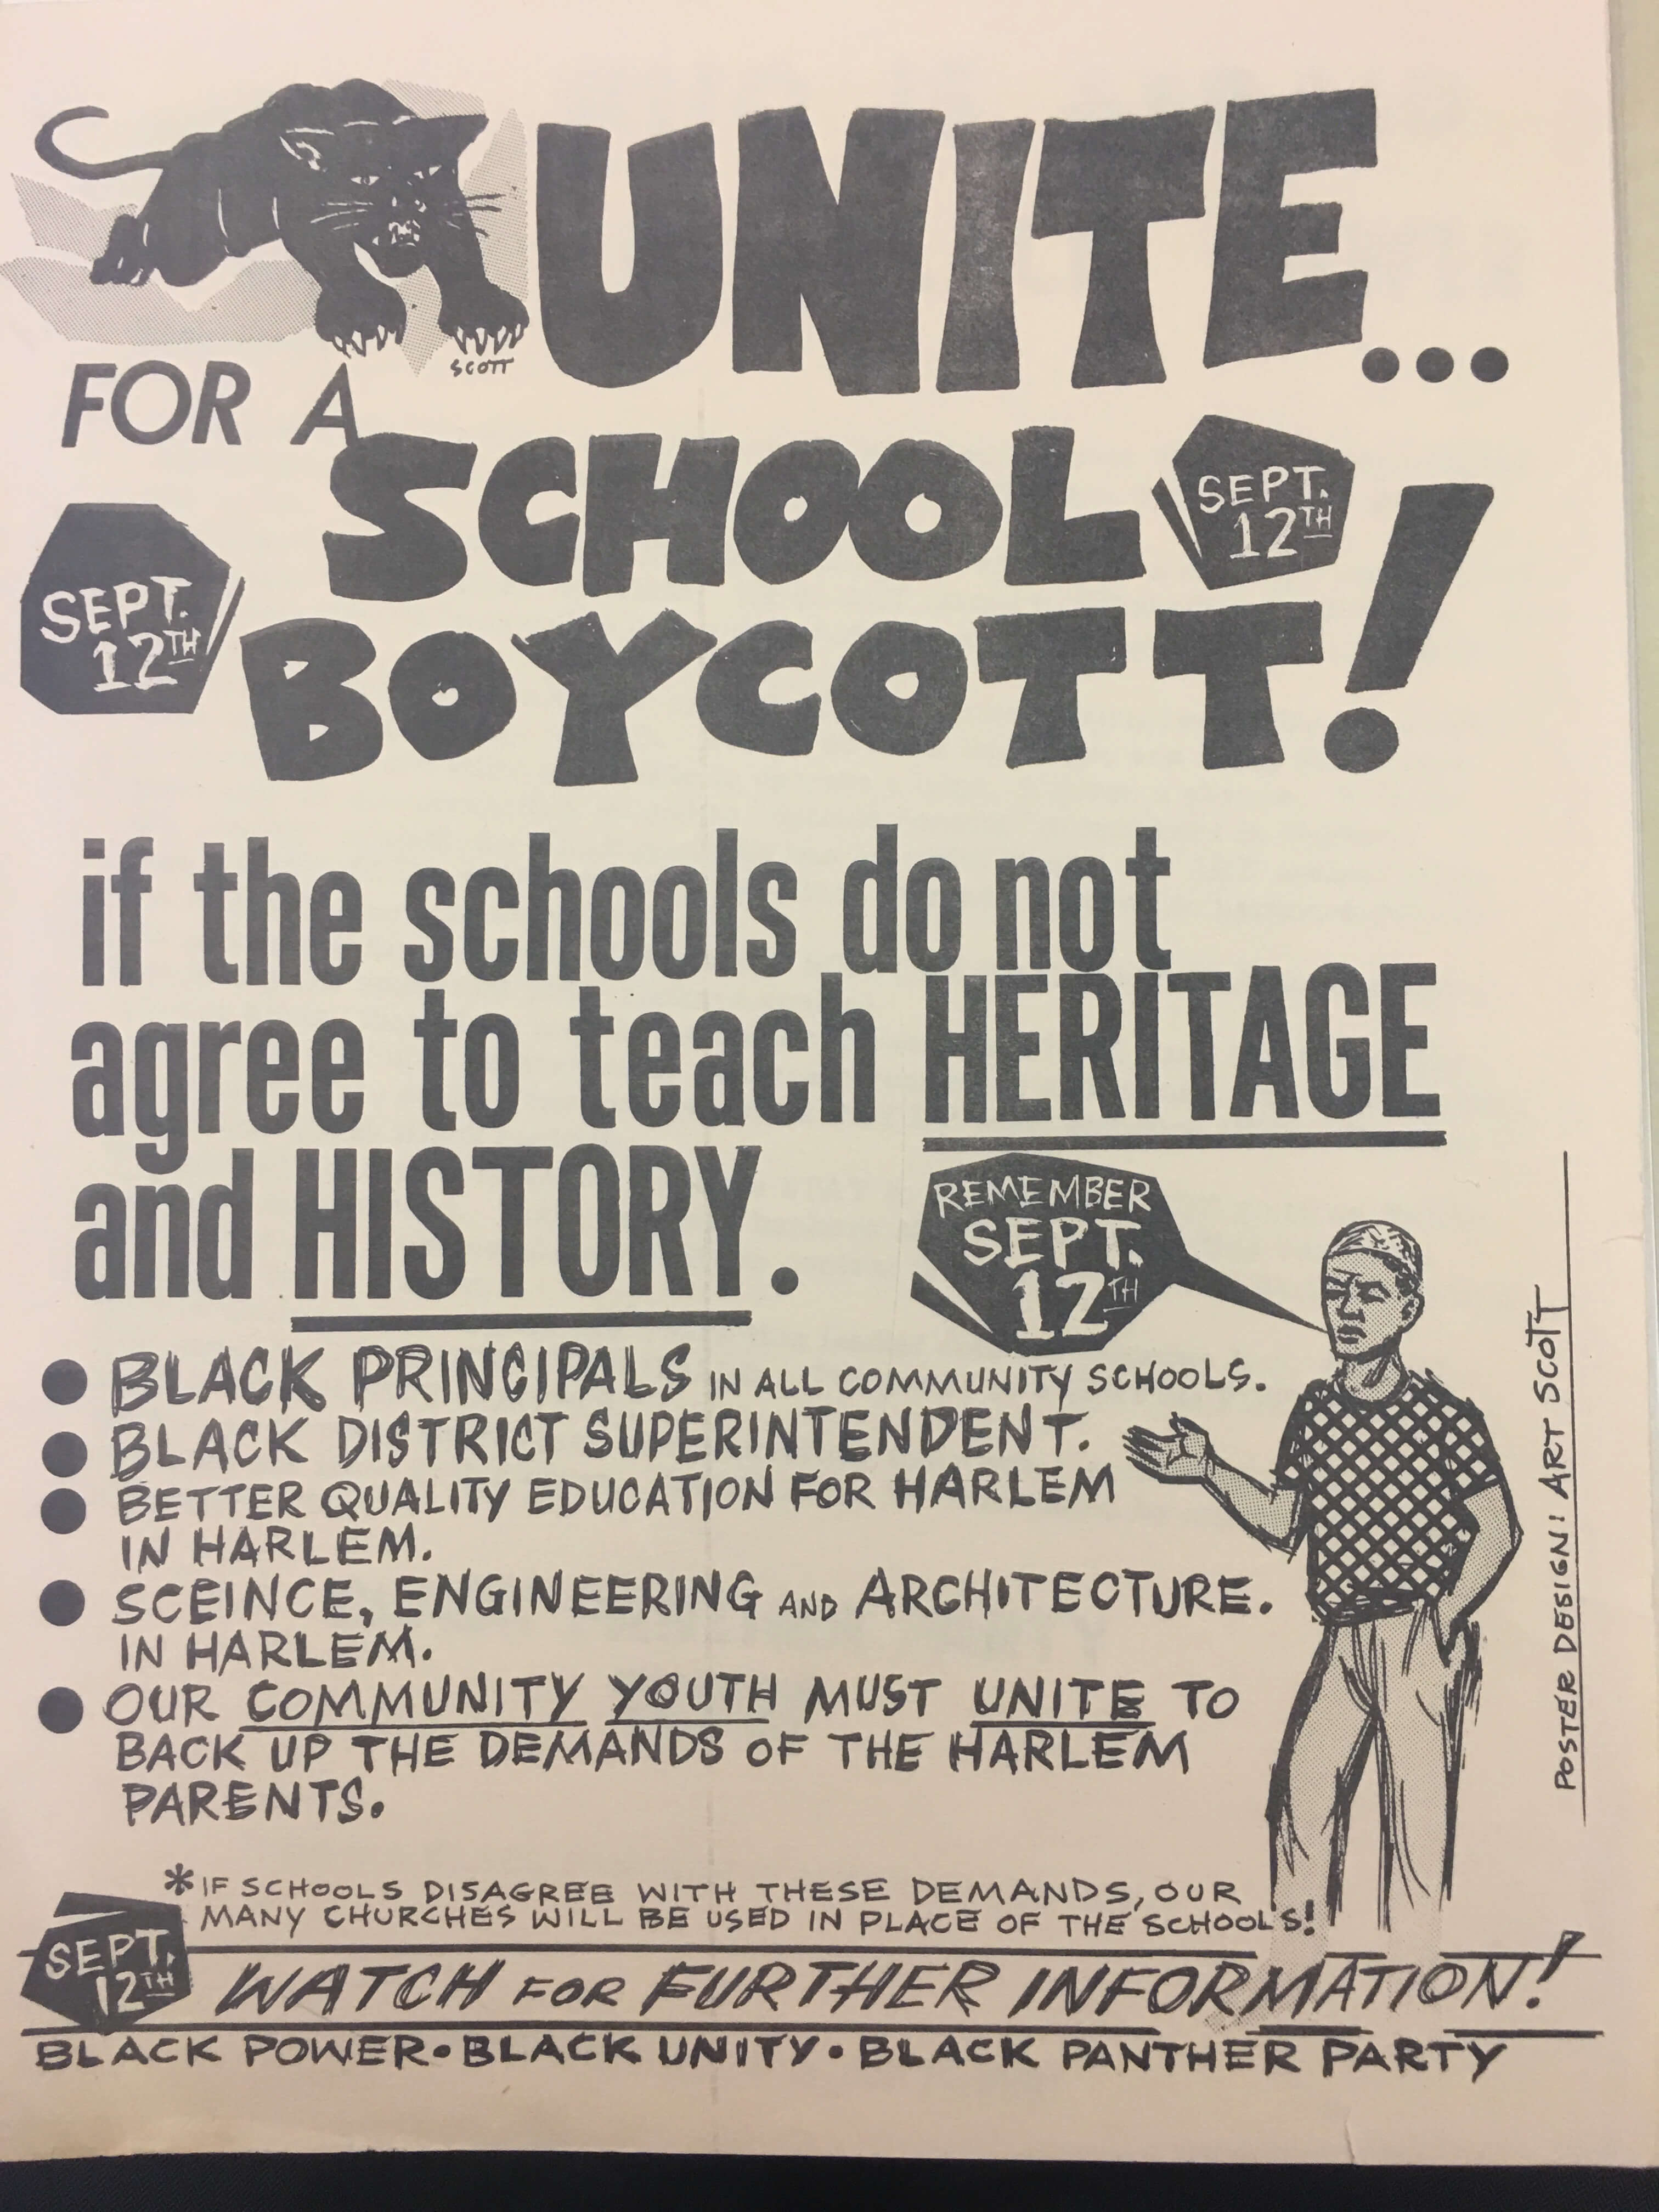 UNITE...
SCOTT
FOR A
SCHOOL
SEPT.
12TH
SEPT.
12TH
BOYCOTT!
if the schools do not
agree to teach HERITAGE
and HISTORY.
REMEMBER
SEPT.
12TH
BLACK PRINCIPALS IN ALL COMMUNITY SCHOOLS.
BLACK DISTRICT SUPERINTENDENT.
BETTER QUALITY EDUCATION FOR HARLEM
IN HARLEM.
SCEINCE, ENGINEERING AND ARCHITECTURE.
IN HARLEM.
OUR COMMUNITY YOUTH MUST UNITE TO
BACK UP THE DEMANDS OF THE HARLEM
PARENTS.
POSTER DESIGN: ART SCOTT
*IF SCHOOLS DISAGREE WITH THESE DEMANDS, OUR
MANY CHURCHES WILL BE USED IN PLACE OF THE SCHOOLS!
SEPT.
12TH
WATCH FOR FURTHER INFORMATION!
BLACK POWER • BLACK UNITY • BLACK PANTHER PARTY